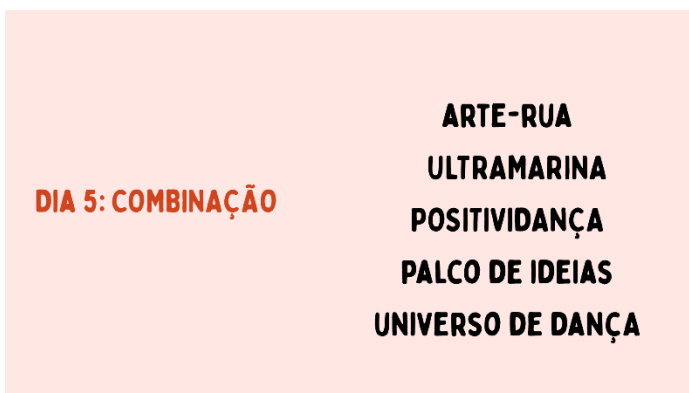 DIA 5: COMBINAÇÃO
ARTE-RUA
ULTRAMARINA
POSITIVIDANÇA
PALCO DE IDEIAS
UNIVERSO DE DANÇA